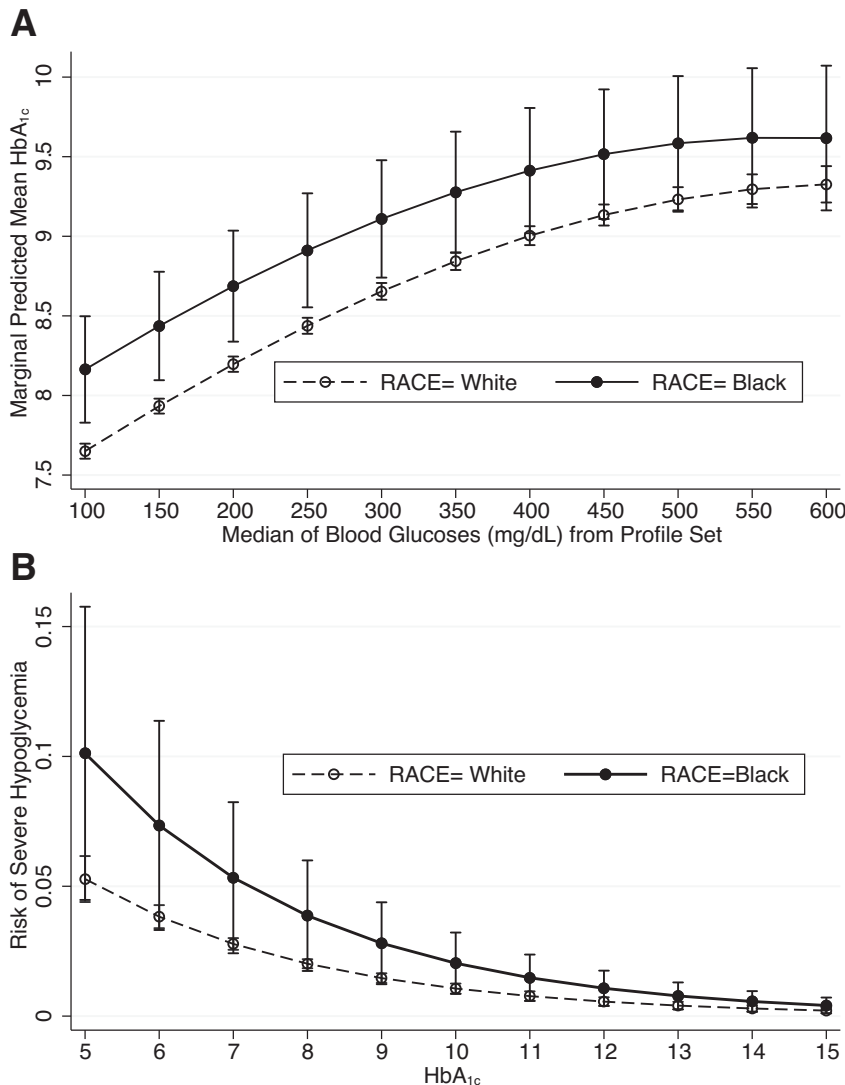 A
Marginal Predicted Mean HbA1c
10
9.5
9
8.5
8
7.5
RACE= White RACE= Black
100 150 200 250 300 350 400 450 500 550 600
Median of Blood Glucoses (mg/dL) from Profile Set
B
Risk of Severe Hypoglycemia
0.15
0.1
0.05
0
RACE= White RACE=Black
5 6 7 8 9 10 11 12 13 14 15
HbA1c